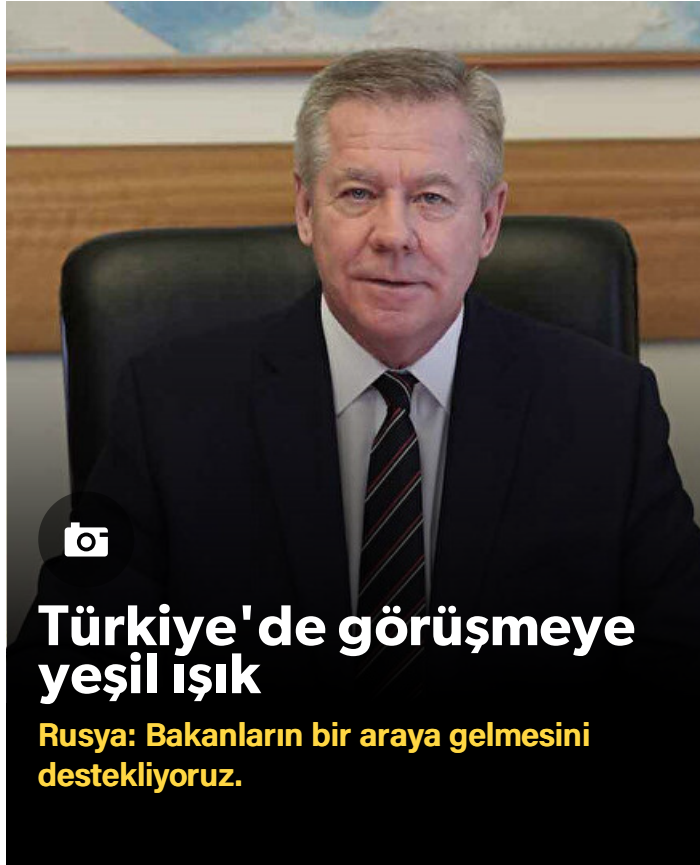 Türkiye'de görüşmeye
yeşil ışık
Rusya: Bakanların bir araya gelmesini
destekliyoruz.